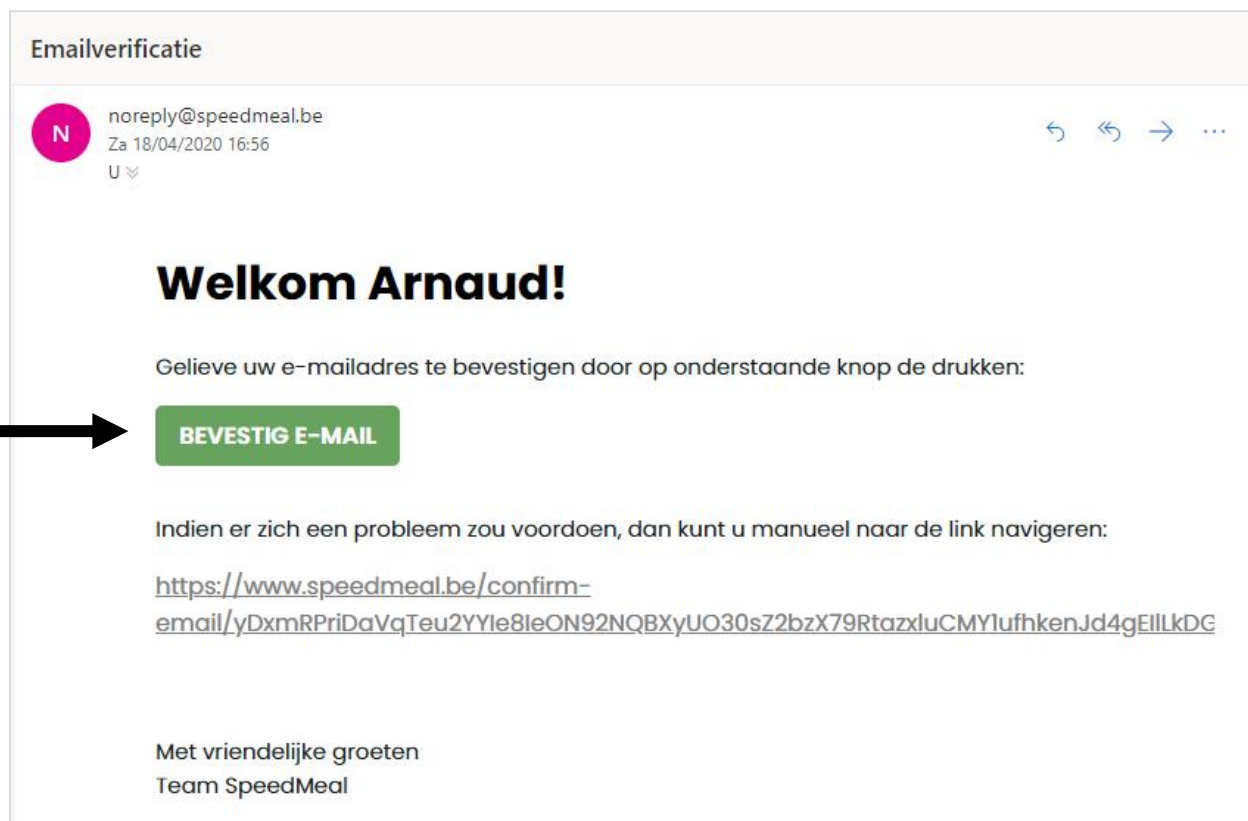 Emailverificatie
N
noreply@speedmeal.be
Za 18/04/2020 16:56
U
Welkom Arnaud!
Gelieve uw e-mailadres te bevestigen door op onderstaande knop de drukken:
BEVESTIG E-MAIL
Indien er zich een probleem zou voordoen, dan kunt u manueel naar de link navigeren:
https://www.speedmeal.be/confirm-
email/yDxmRPriDaVqTeu2YYIe8IeON92NQBXyUO30sZ2bzX79RtazxluCMY1ufhkenJd4gEIlLkDG
Met vriendelijke groeten
Team SpeedMeal